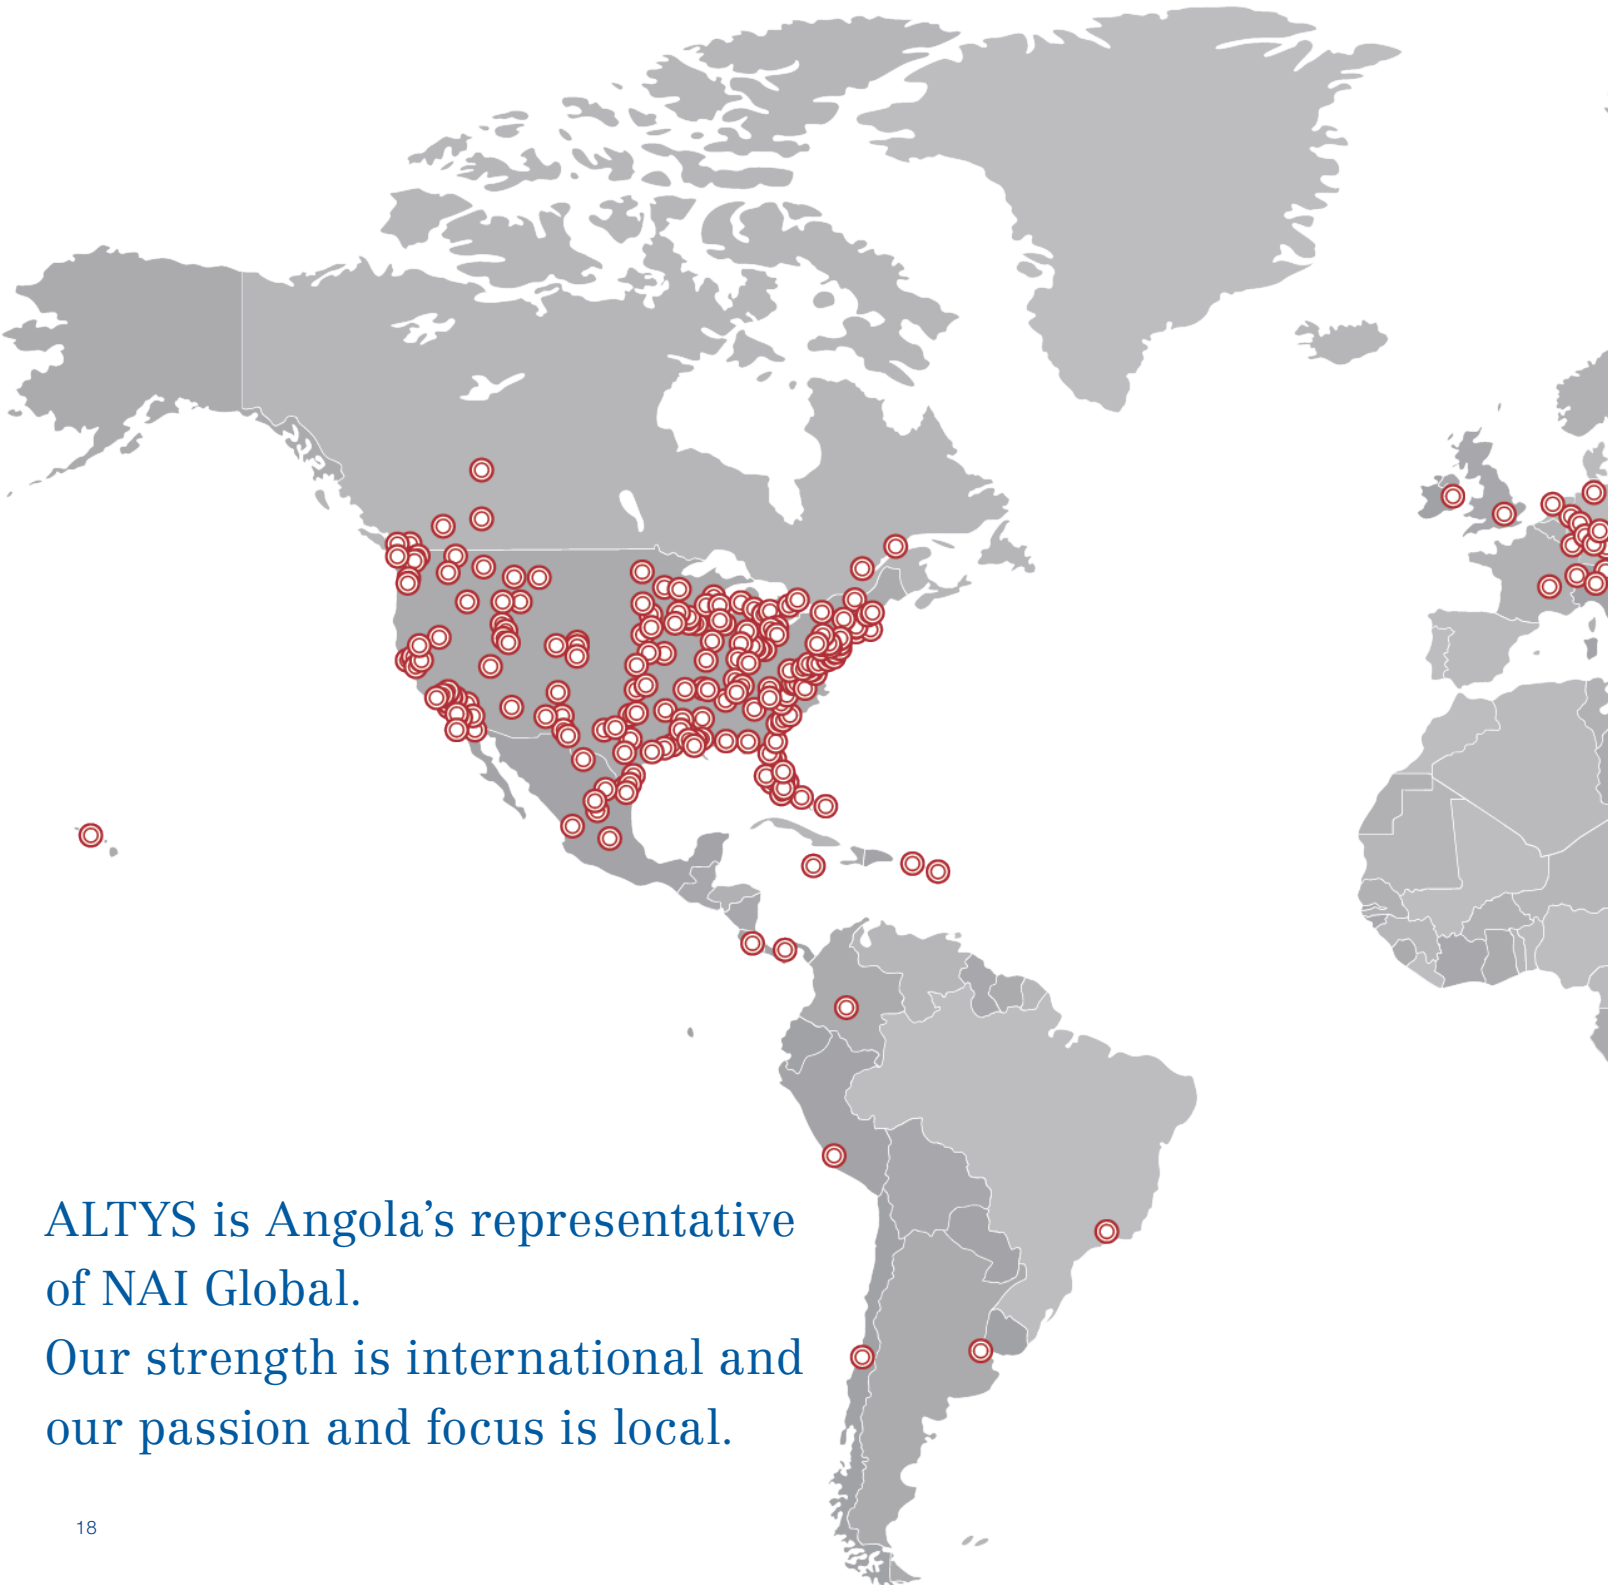 ALTYS is Angola’s representative
of NAI Global.
Our strength is international and
our passion and focus is local.
18